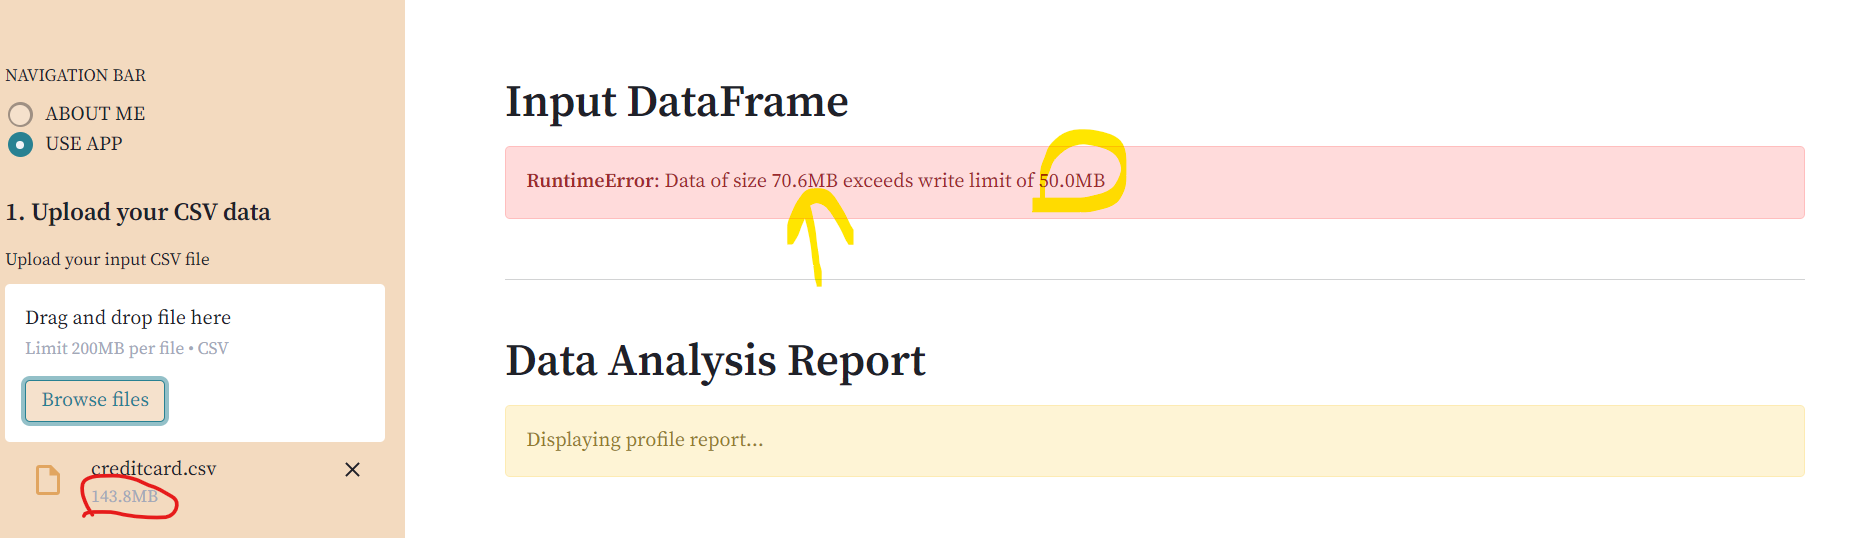 NAVIGATION BAR
ABOUT ME
USE APP
1. Upload your CSV data
Upload your input CSV file
Drag and drop file here
Limit 200MB per file • CSV
Browse files
creditcard.csv
143.8MB
Input DataFrame
RuntimeError: Data of size 70.6MB exceeds write limit of 50.0MB
Data Analysis Report
Displaying profile report...